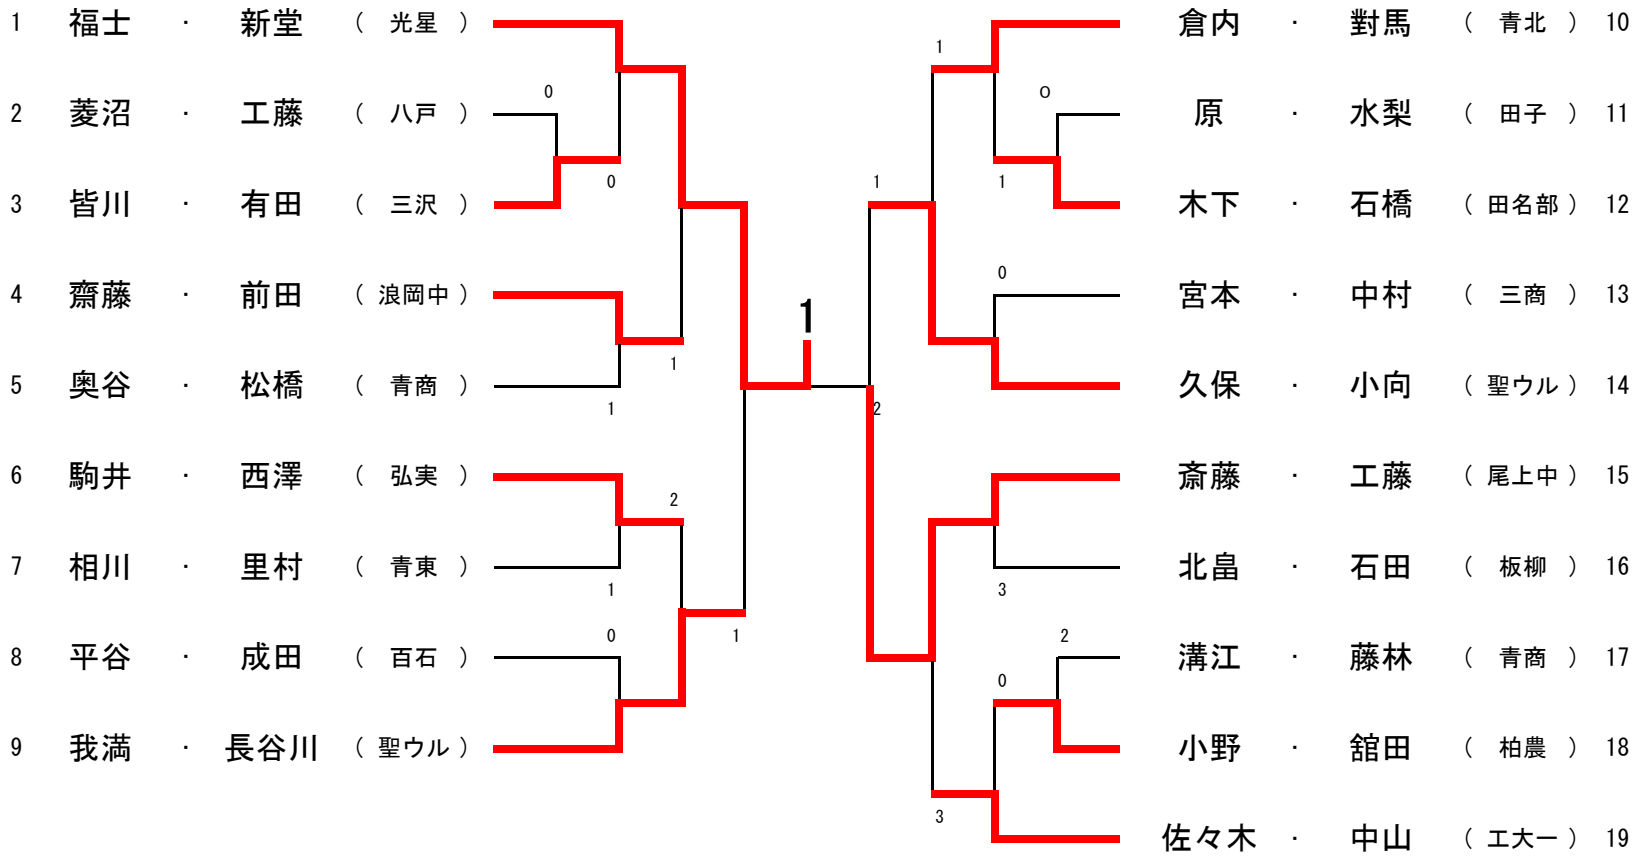 1 福士 ・ 新堂 （ 光星 ）
0
2 菱沼 ・ 工藤 （ 八戸 ）
0
3 皆川 ・ 有田 （ 三沢 ）
4 齋藤 ・ 前田 （ 浪岡中 ）
1
5 奥谷 ・ 松橋 （ 青商 ）
1
6 駒井 ・ 西澤 （ 弘実 ）
2
7 相川 ・ 里村 （ 青東 ）
1
0
1
8 平谷 ・ 成田 （ 百石 ）
9 我満 ・ 長谷川 （ 聖ウル ）
1
倉内 ・ 對馬 （ 青北 ） 10
1
0
原 ・ 水梨 （ 田子 ） 11
1
1
木下 ・ 石橋 （ 田名部 ） 12
0
宮本 ・ 中村 （ 三商 ） 13
久保 ・ 小向 （ 聖ウル ） 14
2
斎藤 ・ 工藤 （ 尾上中 ） 15
北畠 ・ 石田 （ 板柳 ） 16
3
2
溝江 ・ 藤林 （ 青商 ） 17
0
小野 ・ 舘田 （ 柏農 ） 18
3
佐々木 ・ 中山 （ 工大一 ） 19